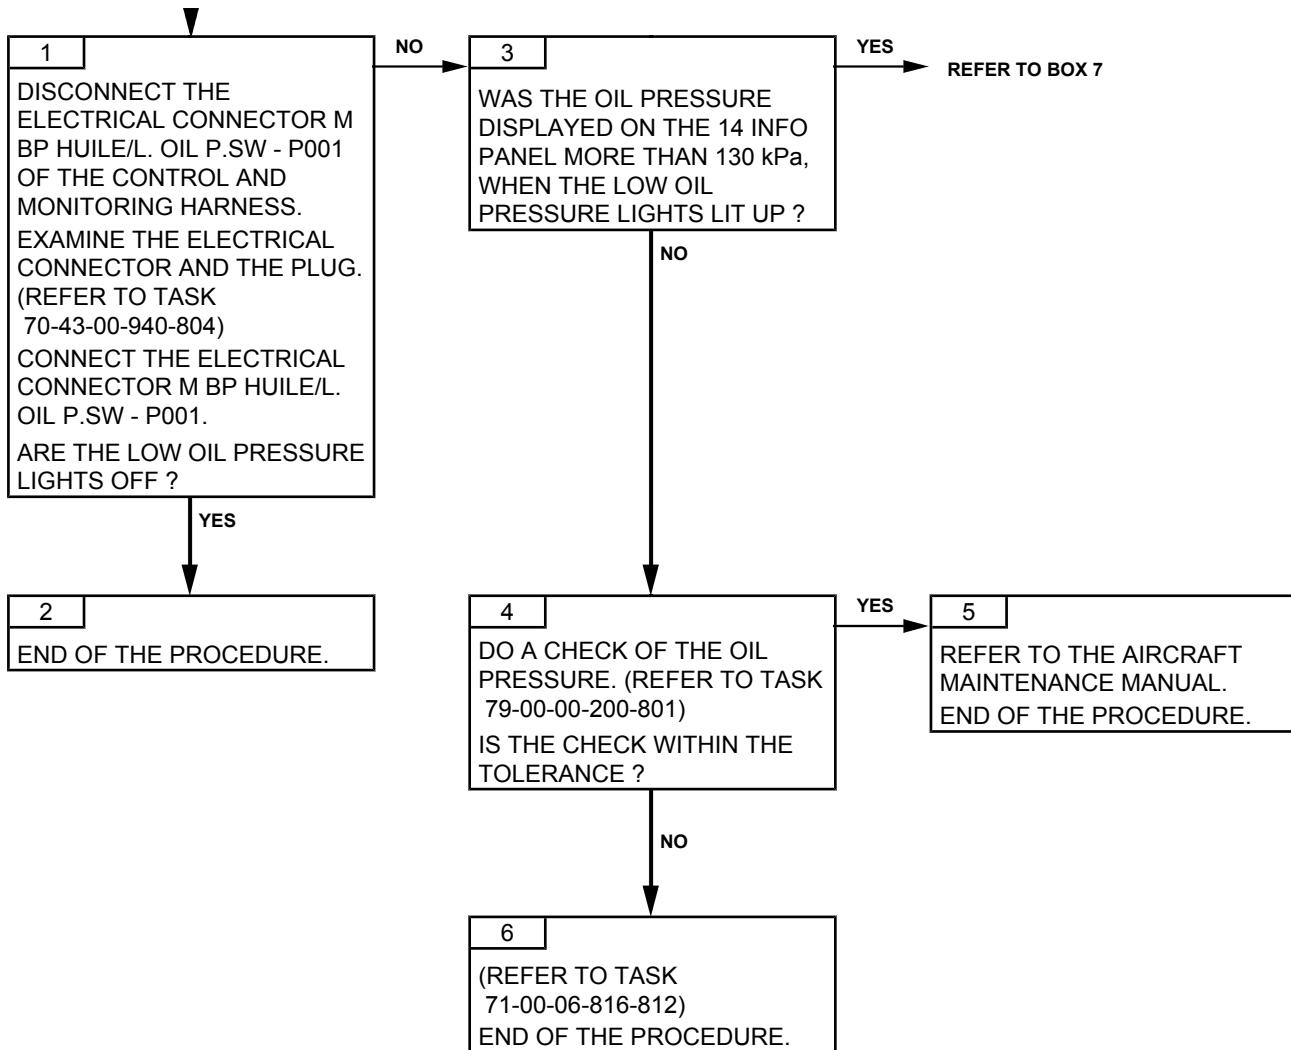 1
DISCONNECT THE
ELECTRICAL CONNECTOR M
BP HUILE/L. OIL P.SW - P001
OF THE CONTROL AND
MONITORING HARNESS.
EXAMINE THE ELECTRICAL
CONNECTOR AND THE PLUG.
(REFER TO TASK
70-43-00-940-804)
CONNECT THE ELECTRICAL
CONNECTOR M BP HUILE/L.
OIL P.SW - P001.
ARE THE LOW OIL PRESSURE
LIGHTS OFF ?
YES
2
END OF THE PROCEDURE.
NO
3
WAS THE OIL PRESSURE
DISPLAYED ON THE 14 INFO
PANEL MORE THAN 130 kPa,
WHEN THE LOW OIL
PRESSURE LIGHTS LIT UP ?
YES
REFER TO BOX 7
NO
4
DO A CHECK OF THE OIL
PRESSURE. (REFER TO TASK
79-00-00-200-801)
IS THE CHECK WITHIN THE
TOLERANCE ?
YES
5
REFER TO THE AIRCRAFT
MAINTENANCE MANUAL.
END OF THE PROCEDURE.
NO
6
(REFER TO TASK
71-00-06-816-812)
END OF THE PROCEDURE.